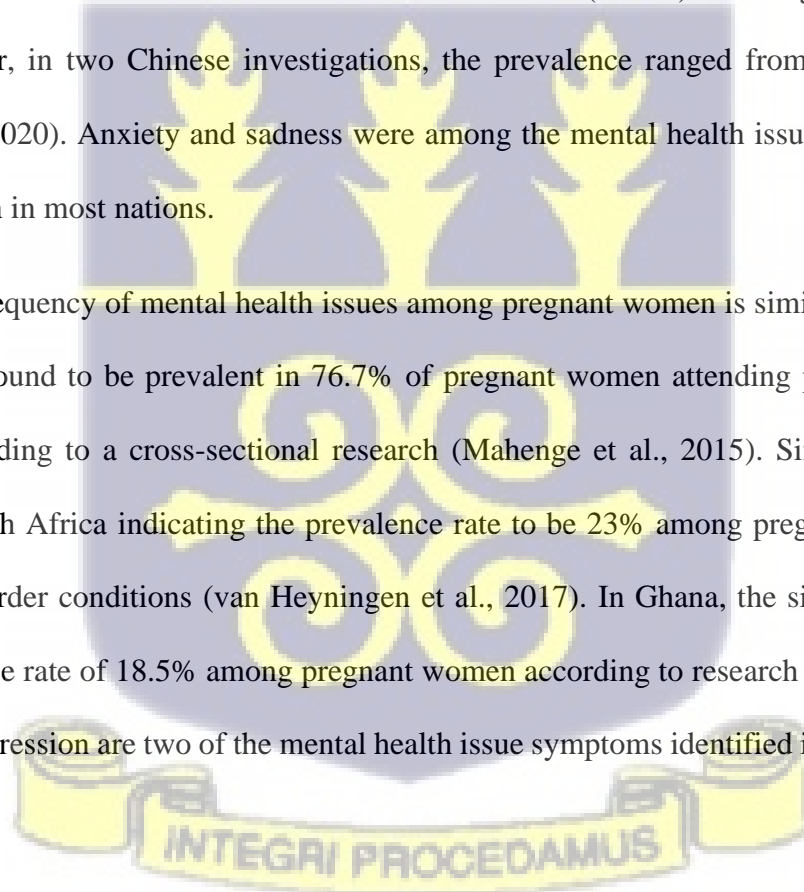 r, in two Chinese investigations, the prevalence ranged from
020). Anxiety and sadness were among the mental health issu
n in most nations.
equency of mental health issues among pregnant women is simi
ound to be prevalent in 76.7% of pregnant women attending
ding to a cross-sectional research (Mahenge et al., 2015). Si
h Africa indicating the prevalence rate to be 23% among preg
rder conditions (van Heyningen et al., 2017). In Ghana, the si
e rate of 18.5% among pregnant women according to research
ression are two of the mental health issue symptoms identified i
INTEGRI PROCEDAMUS